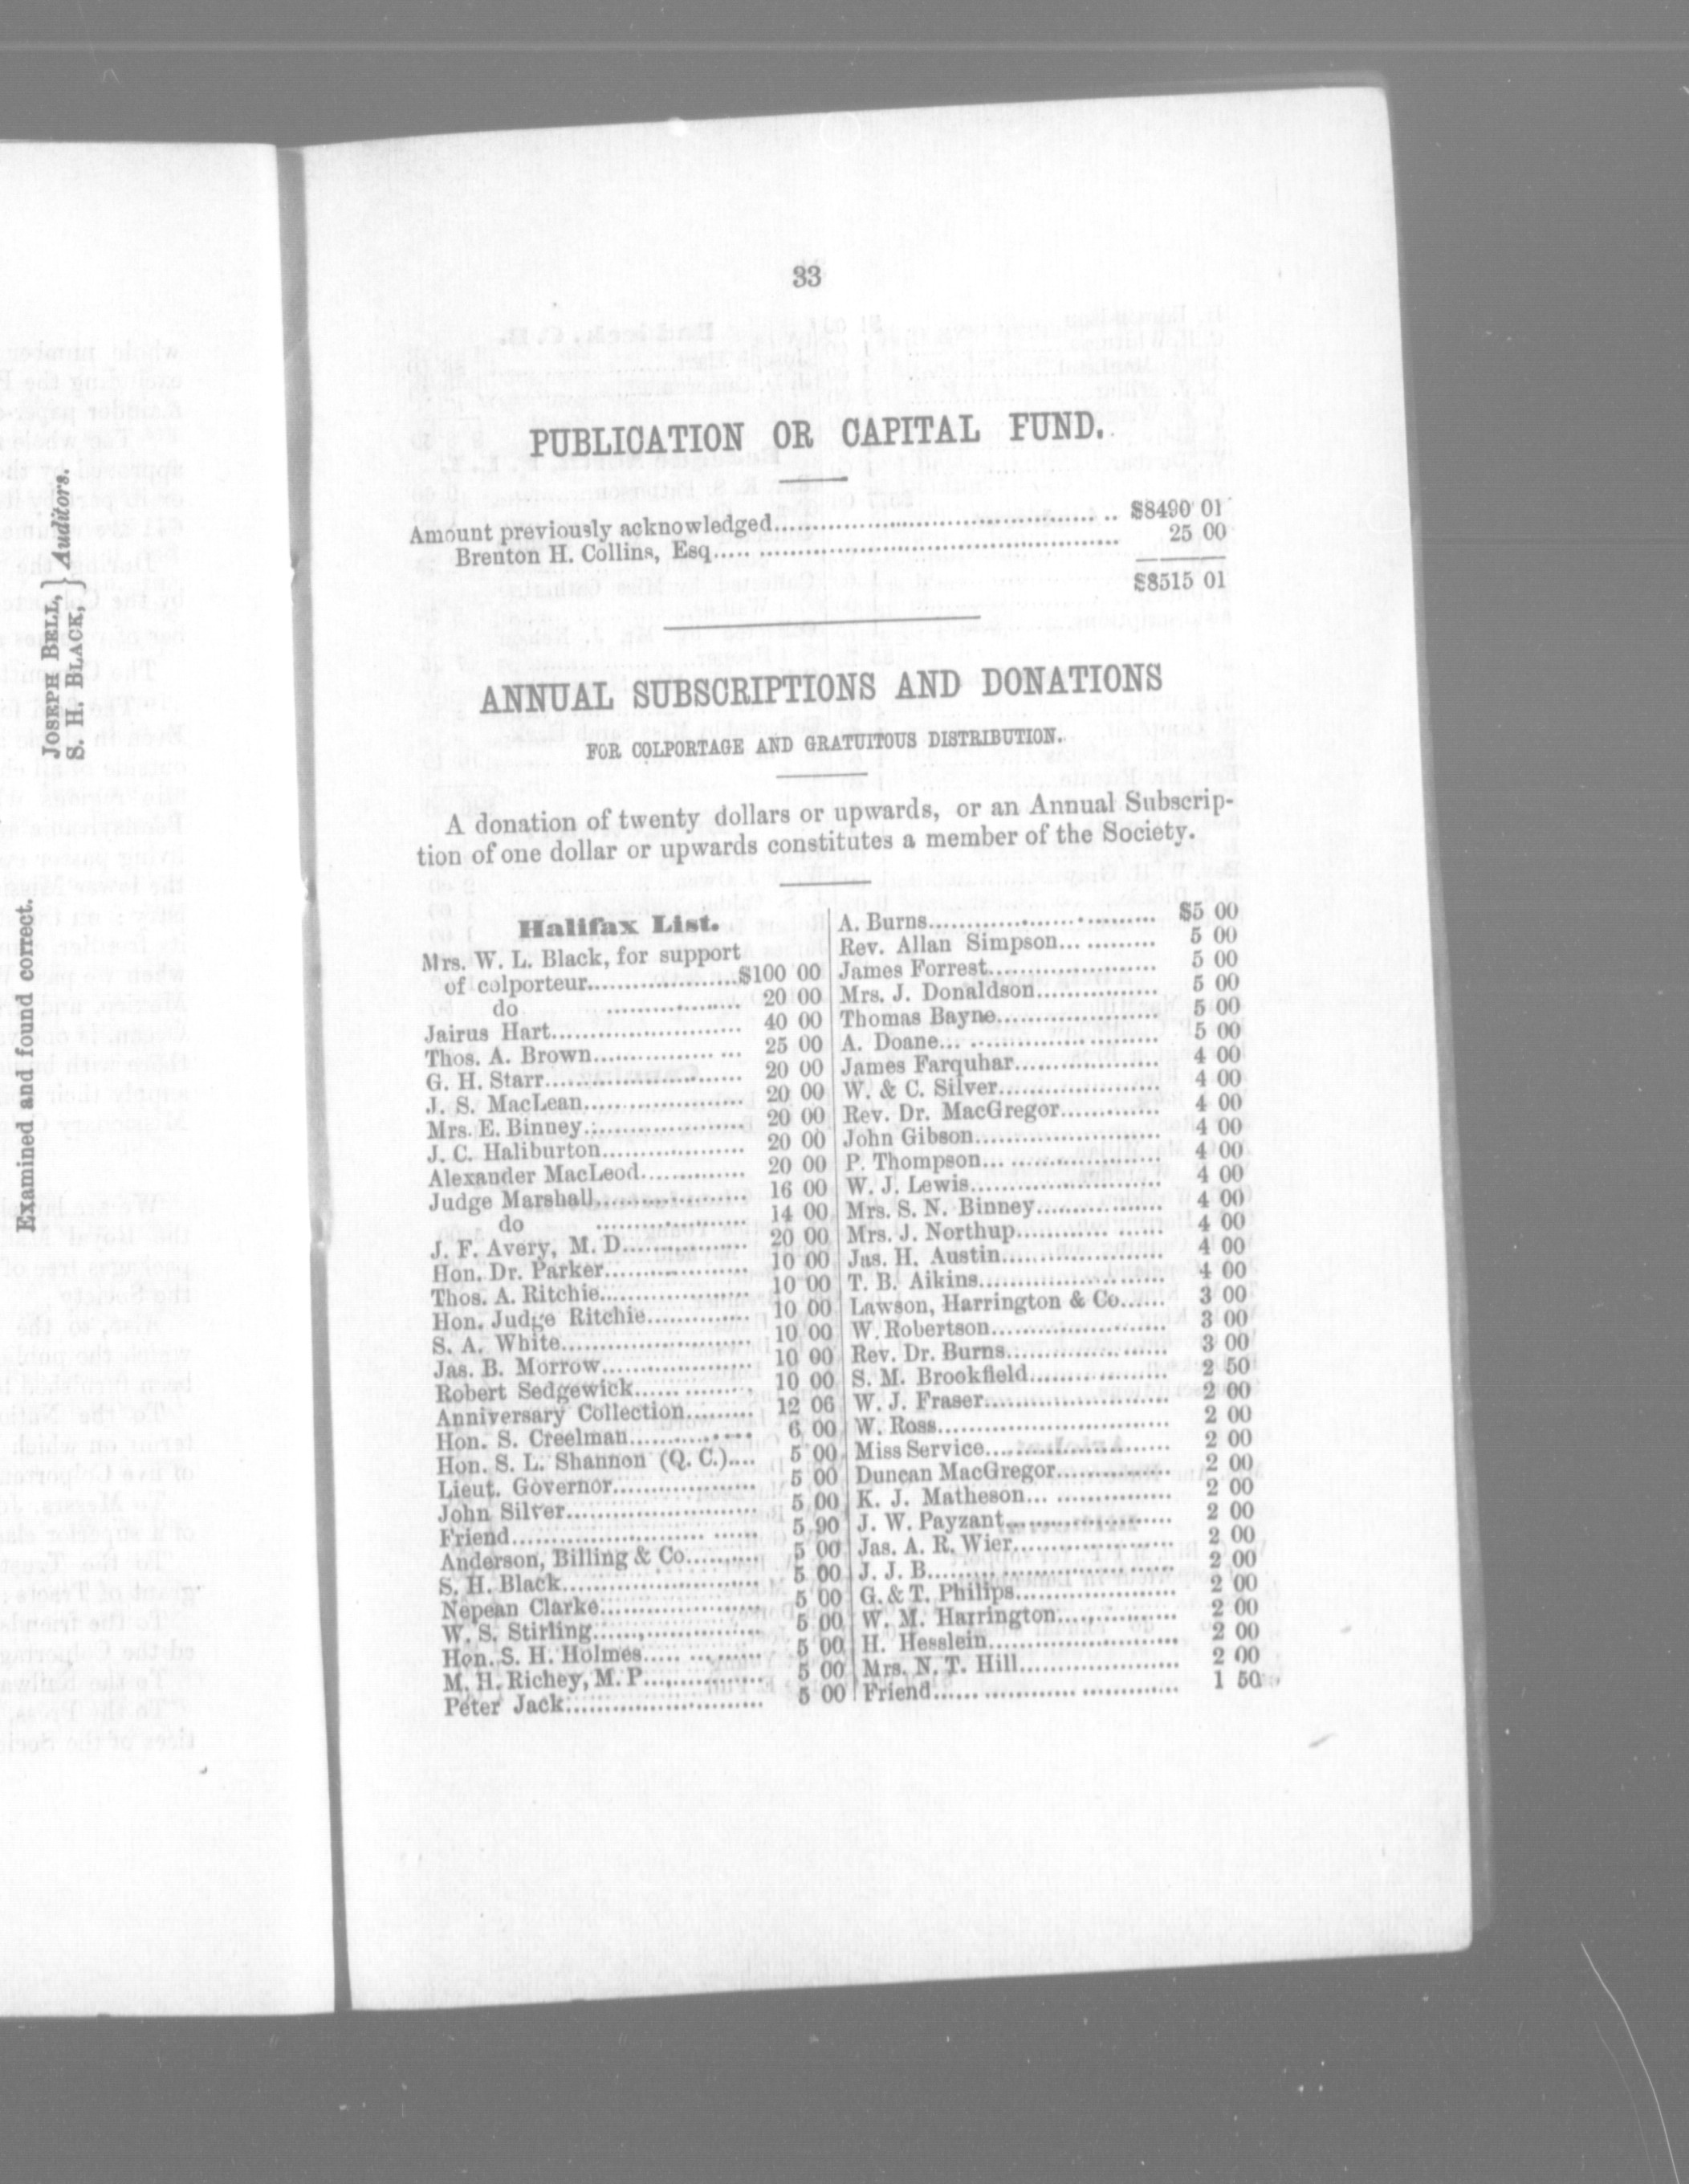 33
PUBLICATION OR CAPITAL FUND.
Amount previously acknowledged........................................ $8490 01
Brenton H. Collins, Esq................................................ 25 00
$8515 01
ANNUAL SUBSCRIPTIONS AND DONATIONS
FOR COLPORTAGE AND GRATUITOUS DISTRIBUTION.
A donation of twenty dollars or upwards, or an Annual Subscrip-
tion of one dollar or upwards constitutes a member of the Society.
Halifax List.
Mrs. W. L. Black, for support
of colporteur.....................$100 00
do ...................... 20 00
Jairus Hart........................... 40 00
Thos. A. Brown..................... 25 00
G. H. Starr............................ 20 00
J. S. MacLean....................... 20 00
Mrs. E. Binney...................... 20 00
J. C. Haliburton.................... 20 00
Alexander MacLeod.............. 20 00
Judge Marshall...................... 16 00
do ...................... 14 00
J. F. Avery, M. D.................. 20 00
Hon. Dr. Parker.................... 10 00
Thos. A. Ritchie.................... 10 00
Hon. Judge Ritchie.............. 10 00
S. A. White........................... 10 00
Jas. B. Morrow..................... 10 00
Robert Sedgewick................ 10 00
Anniversary Collection......... 12 06
Hon. S. Creelman................. 6 00
Hon. S. L. Shannon (Q. C.).... 5 00
Lieut. Governor.................... 5 00
John Silver........................... 5 00
Friend.................................. 5 90
Anderson, Billing & Co.......... 5 00
S. H. Black........................... 5 00
Nepean Clarke...................... 5 00
W. S. Stirling........................ 5 00
Hon. S. H. Holmes................ 5 00
M. H. Richey, M. P................ 5 00
Peter Jack............................ 5 00
A. Burns............................... $5 00
Rev. Allan Simpson............. 5 00
James Forrest....................... 5 00
Mrs. J. Donaldson................ 5 00
Thomas Bayne...................... 5 00
A. Doane.............................. 5 00
James Farquhar.................... 4 00
W. & C. Silver...................... 4 00
Rev. Dr. MacGregor............. 4 00
John Gibson......................... 4 00
P. Thompson........................ 4 00
W. J. Lewis.......................... 4 00
Mrs. S. N. Binney................. 4 00
Mrs. J. Northup.................... 4 00
Jas. H. Austin....................... 4 00
T. B. Aikins.......................... 4 00
Lawson, Harrington & Co...... 3 00
W. Robertson........................ 3 00
Rev. Dr. Burns...................... 3 00
S. M. Brookfield................... 2 50
W. J. Fraser.......................... 2 00
W. Ross................................ 2 00
Miss Service......................... 2 00
Duncan MacGregor.............. 2 00
K. J. Matheson..................... 2 00
J. W. Payzant........................ 2 00
Jas. A. R. Wier...................... 2 00
J. J. B................................... 2 00
G. & T. Philips...................... 2 00
W. M. Harrington................. 2 00
H. Hesslein........................... 2 00
Mrs. N. T. Hill...................... 2 00
Friend................................... 1 50
Examined and found correct.
JOSEPH BELL, } Auditors.
S. H. BLACK, }